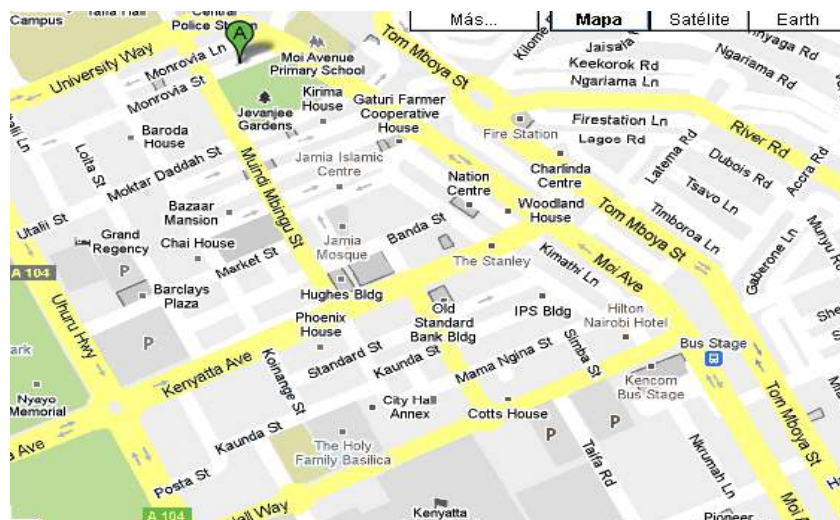 Más...
Mapa
Satélite
Earth
Campus
Central
Police Station
A
University Way
Monrovia Ln
Monrovia St
Moi Avenue
Primary School
Tom Mboya St
Jaisala
Keekorok Rd
Ngariama Ln
Ngariama Rd
Kirima
House
Jevanjee
Gardens
Gaturi Farmer
Cooperative
House
Fire Station
Firestation Ln
Lagos Rd
River Rd
Baroda
House
Loita St
Moktar Daddah St
Muindi Mbingu St
Jamia Islamic
Centre
Charlinda
Centre
Latema Rd
Dubois Rd
Tsavo Ln
Accra Rd
Nation
Centre
Woodland
House
Timboroa Ln
Tom Mboya St
Gaberone Ln
Utalii St
Bazaar
Mansion
Grand
Regency
Chai House
Market St
Jamia
Mosque
Banda St
The Stanley
Kimathi Ln
Moi Ave
A 104
Uhuru Hwy
P
Barclays
Plaza
P
Hughes Bldg
Phoenix
House
Old
Standard
Bank Bldg
IPS Bldg
Hilton
Nairobi Hotel
Bus Stage
Kenyatta Ave
Koinange St
Standard St
Kaunda St
Mama Ngina St
Simba St
Kencom
Bus Stage
Tom Mboya St
Nyayo
Memorial
City Hall
Annex
Cotts House
Kaunda St
The Holy
Family Basilica
P
P
Posta St
Taifa Rd
Nkrumah Ln
Moi Ave
A 104
Kenyatta
Pioneer